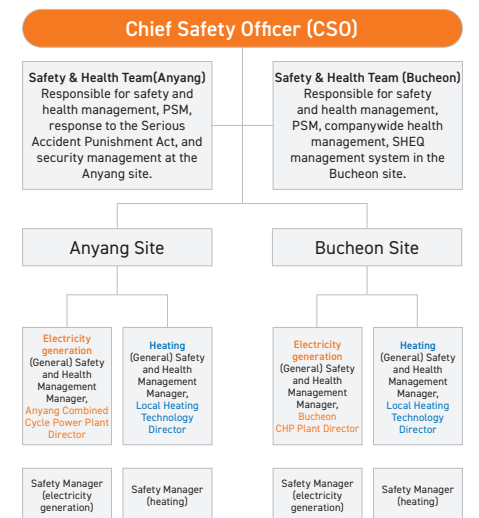 Chief Safety Officer (CSO)
Safety & Health Team(Anyang)
Responsible for safety and
health management, PSM,
response to the Serious
Accident Punishment Act, and
security management at the
Anyang site.
Safety & Health Team (Bucheon)
Responsible for safety
and health management,
PSM, companywide health
management, SHEQ
management system in the
Bucheon site.
Anyang Site
Bucheon Site
Electricity
generation
(General) Safety
and Health
Management
Manager,
Anyang Combined
Cycle Power Plant
Director
Heating
(General) Safety
and Health
Management
Manager,
Local Heating
Technology
Director
Electricity
generation
(General) Safety
and Health
Management
Manager,
Bucheon
CHP Plant Director
Heating
(General) Safety
and Health
Management
Manager,
Local Heating
Technology
Director
Safety Manager
(electricity
generation)
Safety Manager
(heating)
Safety Manager
(electricity
generation)
Safety Manager
(heating)